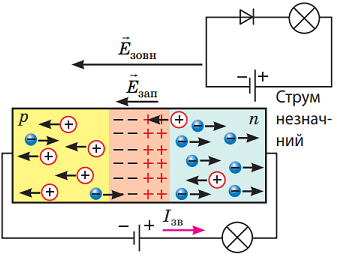 E⃗зовн
E⃗зап
− +
Струм
незнач-
ний
p
n
Iзв
− +